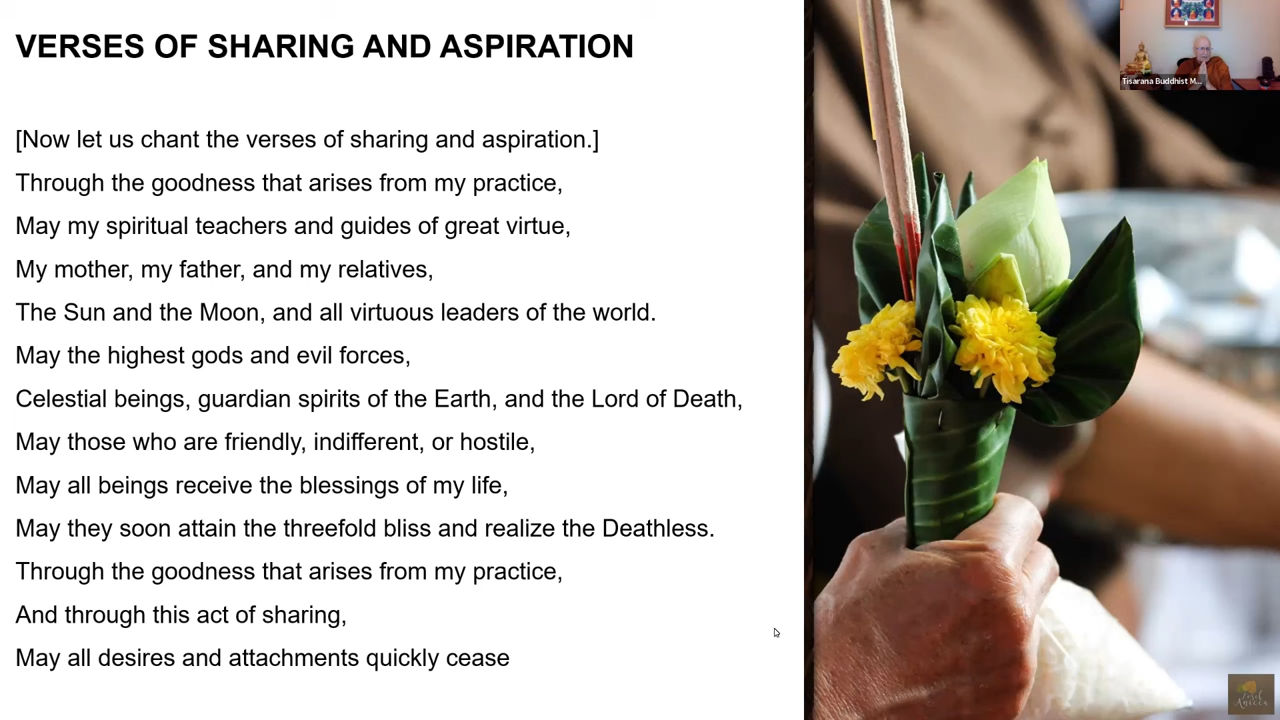 VERSES OF SHARING AND ASPIRATION
[Now let us chant the verses of sharing and aspiration.]
Through the goodness that arises from my practice,
May my spiritual teachers and guides of great virtue,
My mother, my father, and my relatives,
The Sun and the Moon, and all virtuous leaders of the world.
May the highest gods and evil forces,
Celestial beings, guardian spirits of the Earth, and the Lord of Death,
May those who are friendly, indifferent, or hostile,
May all beings receive the blessings of my life,
May they soon attain the threefold bliss and realize the Deathless.
Through the goodness that arises from my practice,
And through this act of sharing,
May all desires and attachments quickly cease
Tisarana Buddhist M...
Anicca